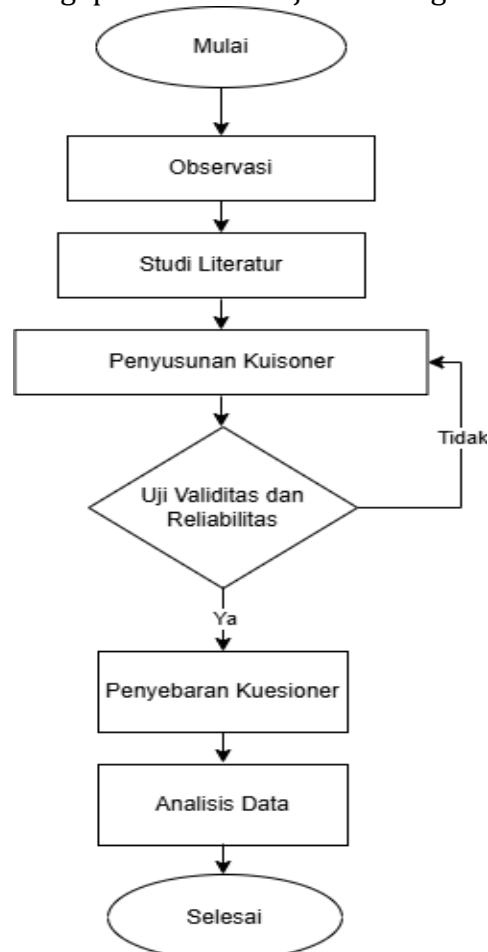 Mulai
Observasi
Studi Literatur
Penyusunan Kuisoner
Tidak
Uji Validitas dan
Reliabilitas
Ya
Penyebaran Kuesioner
Analisis Data
Selesai